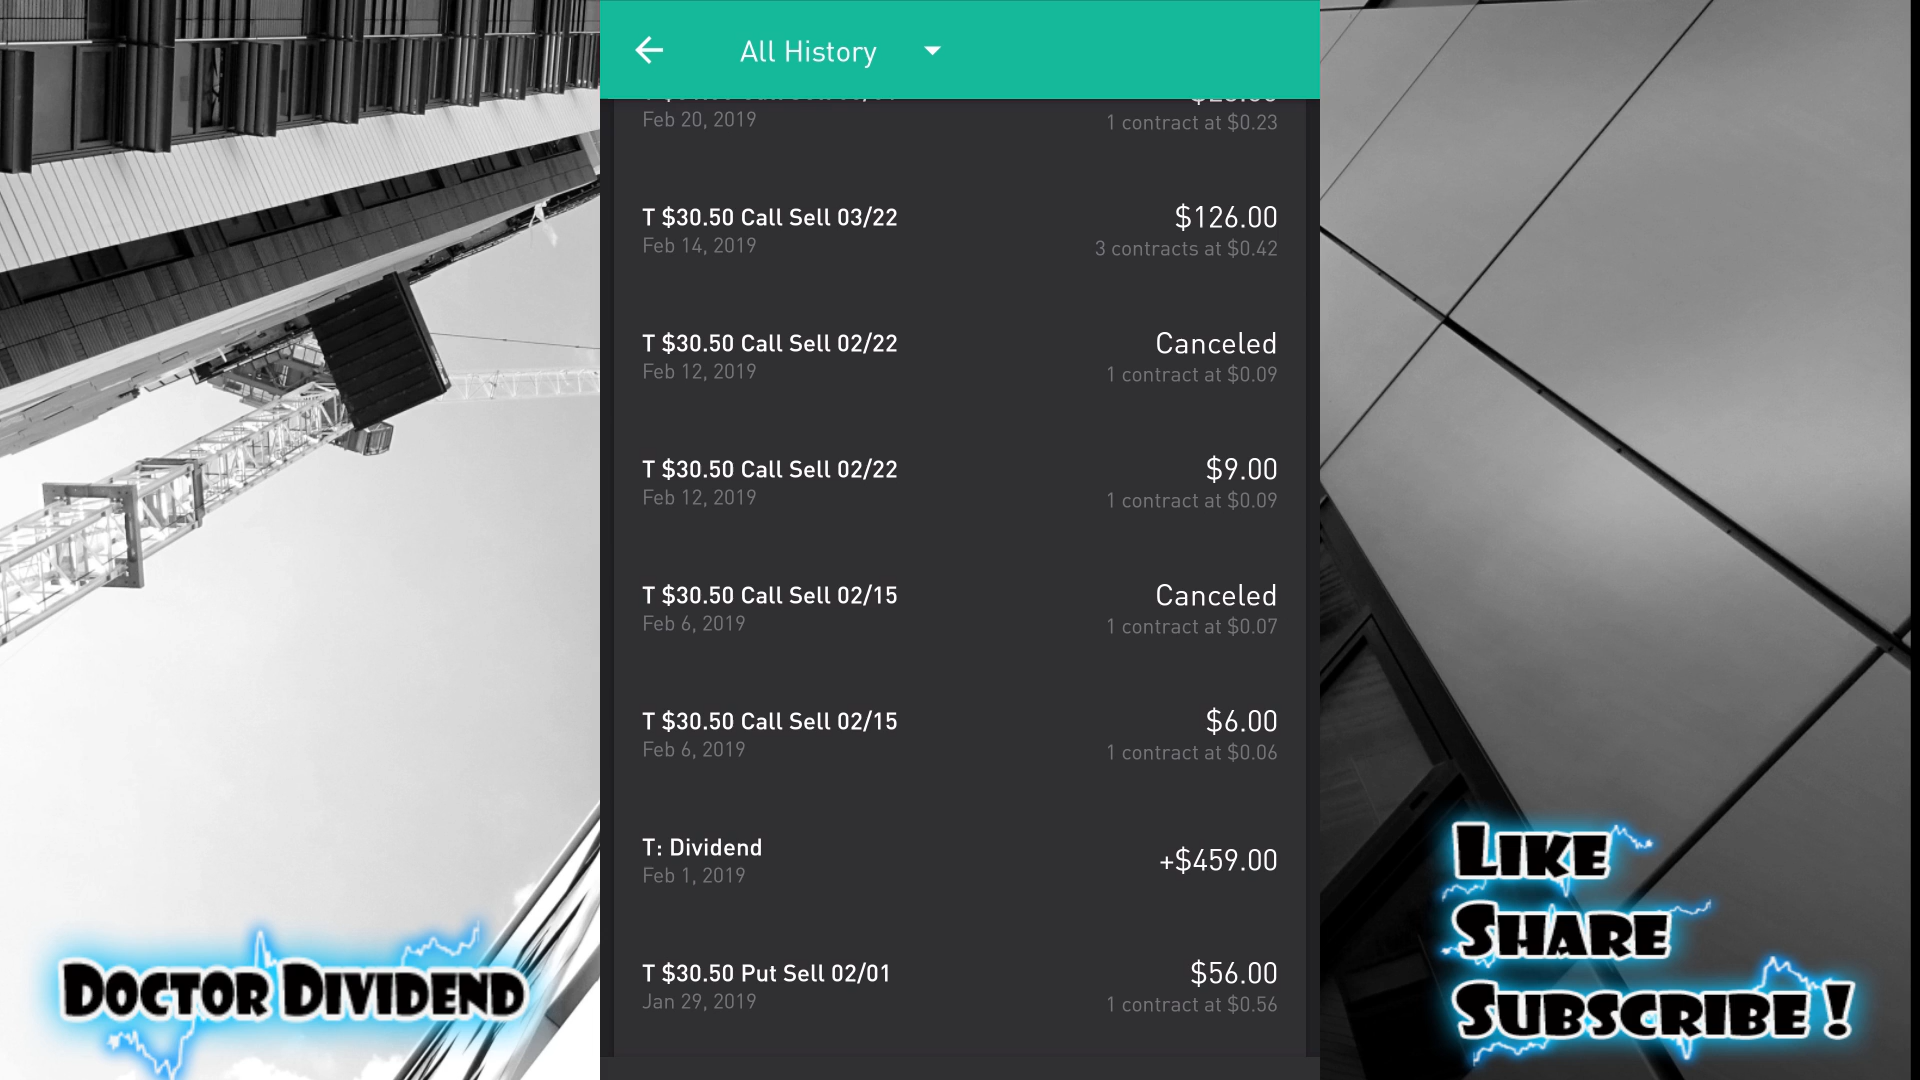 All History
Feb 20, 2019
1 contract at $0.23
T $30.50 Call Sell 03/22
$126.00
Feb 14, 2019
3 contracts at $0.42
T $30.50 Call Sell 02/22
Canceled
Feb 12, 2019
1 contract at $0.09
T $30.50 Call Sell 02/22
$9.00
Feb 12, 2019
1 contract at $0.09
T $30.50 Call Sell 02/15
Canceled
Feb 6, 2019
1 contract at $0.07
T $30.50 Call Sell 02/15
$6.00
Feb 6, 2019
1 contract at $0.06
T: Dividend
+$459.00
Feb 1, 2019
T $30.50 Put Sell 02/01
$56.00
Jan 29, 2019
1 contract at $0.56
DOCTOR DIVIDEND
LIKE
SHARE
SUBSCRIBE !